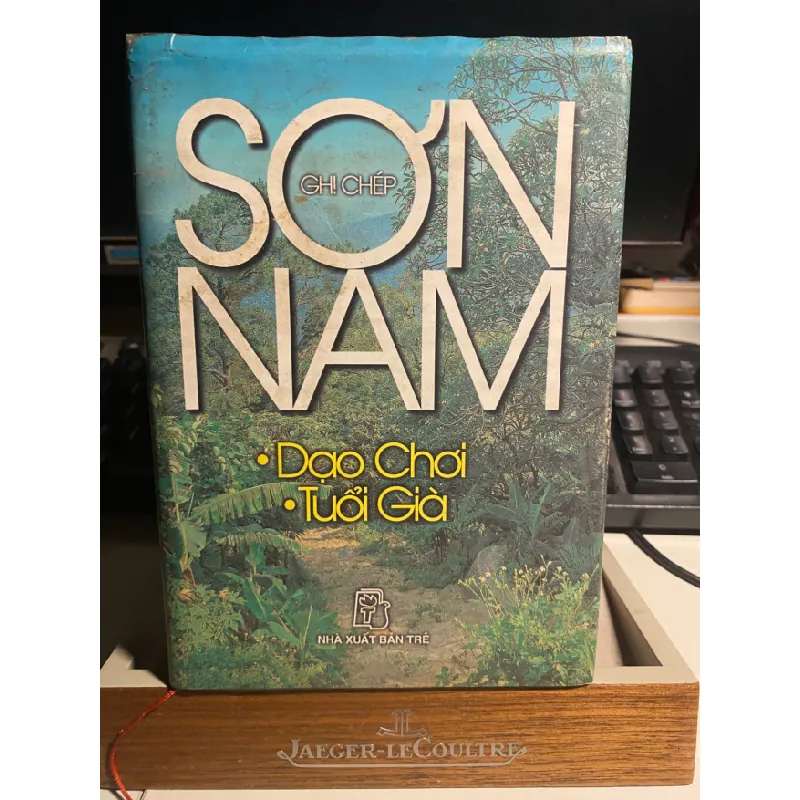 SƠN
GHI CHÉP
NAM
• Dạo Chơi
• Tuổi Già
T
NHÀ XUẤT BẢN TRẺ
JAEGER-LECOULTRE